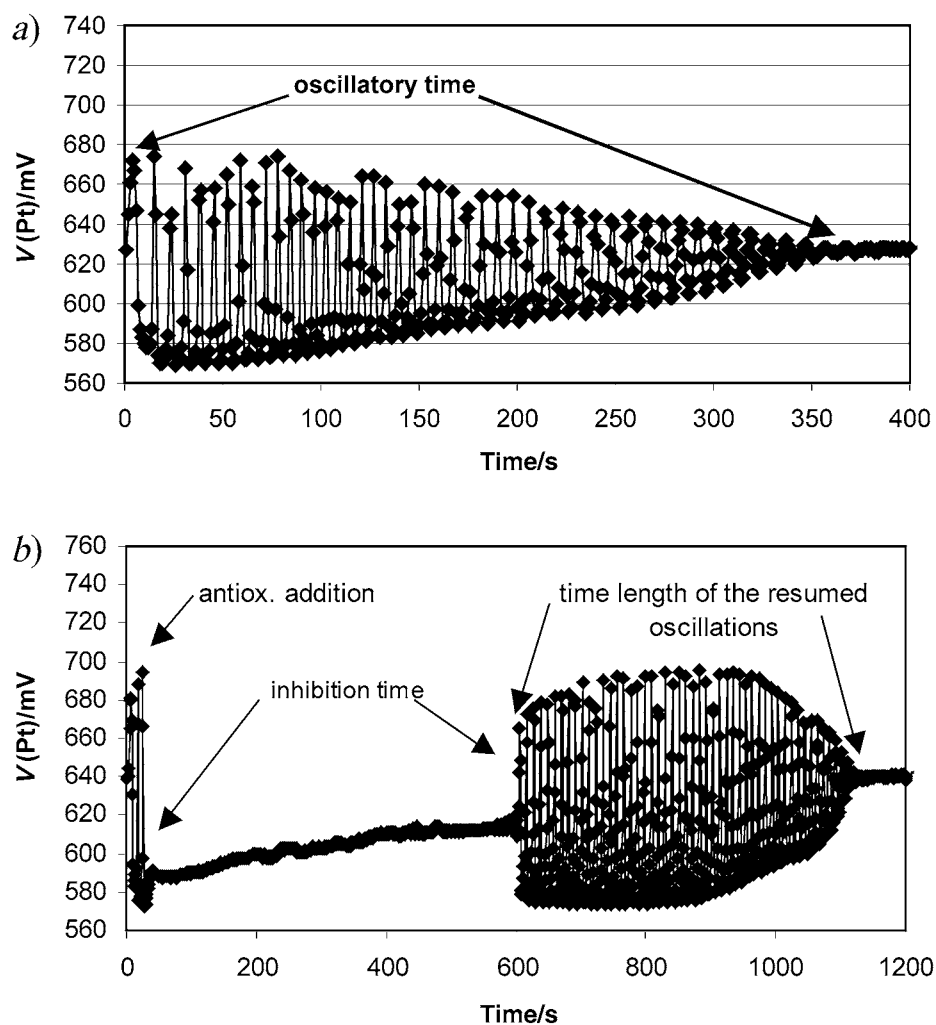 a)
740
720
700
680
660
640
620
600
580
560
V(Pt)/mV
oscillatory time
0 50 100 150 200 250 300 350 400
Time/s
b)
760
740
720
700
680
660
640
620
600
580
560
V(Pt)/mV
antiox. addition
inhibition time
time length of the resumed
oscillations
0 200 400 600 800 1000 1200
Time/s